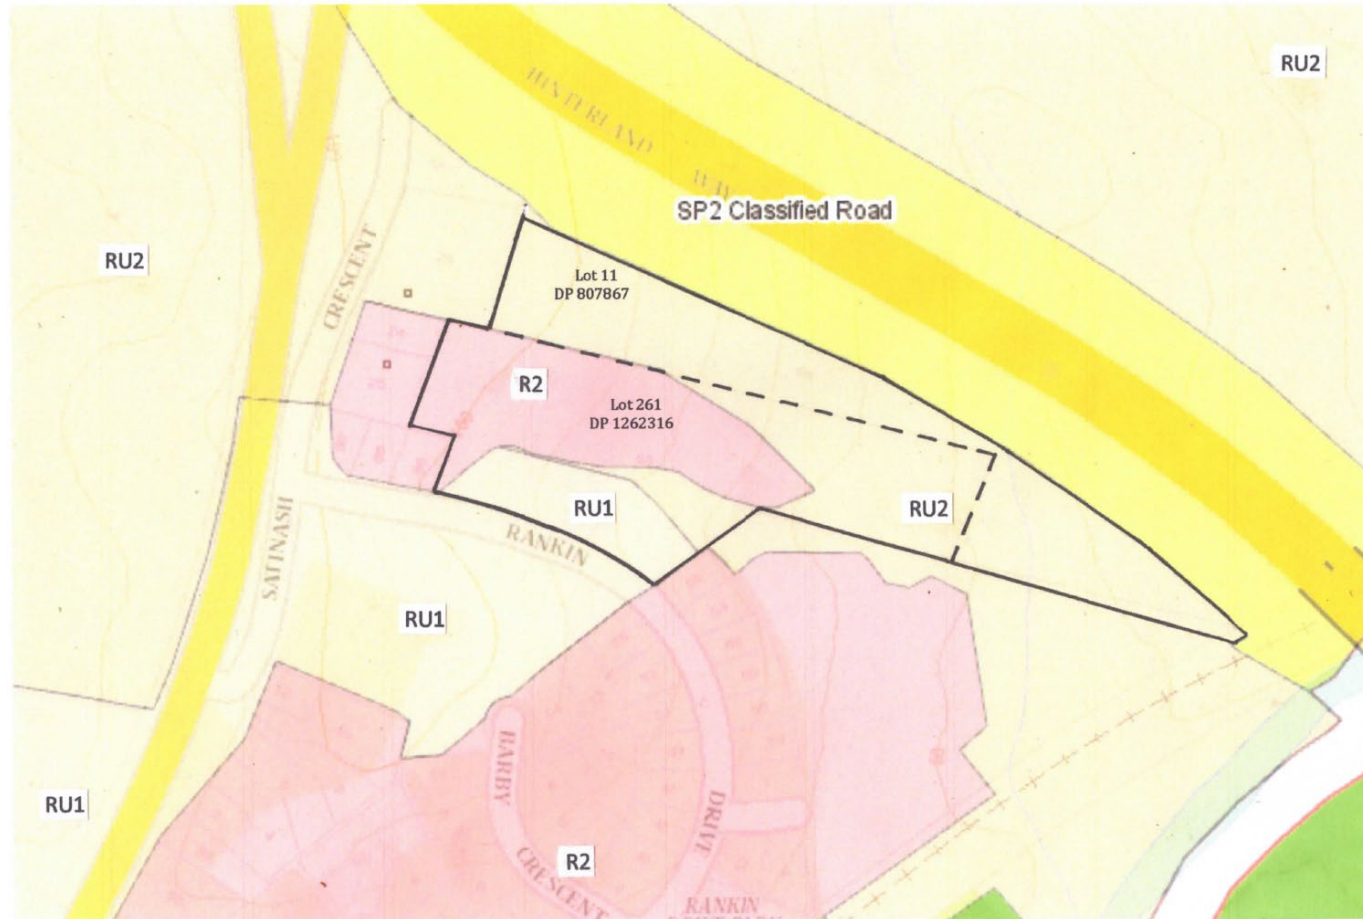 RU2
HINTERLAND
WAY
SP2 Classified Road
RU2
CRESCENT
Lot 11
DP 807867
R2
Lot 261
DP 1262316
RU1
RU2
SATINASH
RANKIN
RU1
BARBY
DRIVE
RU1
R2
CRESCENT
RANKIN